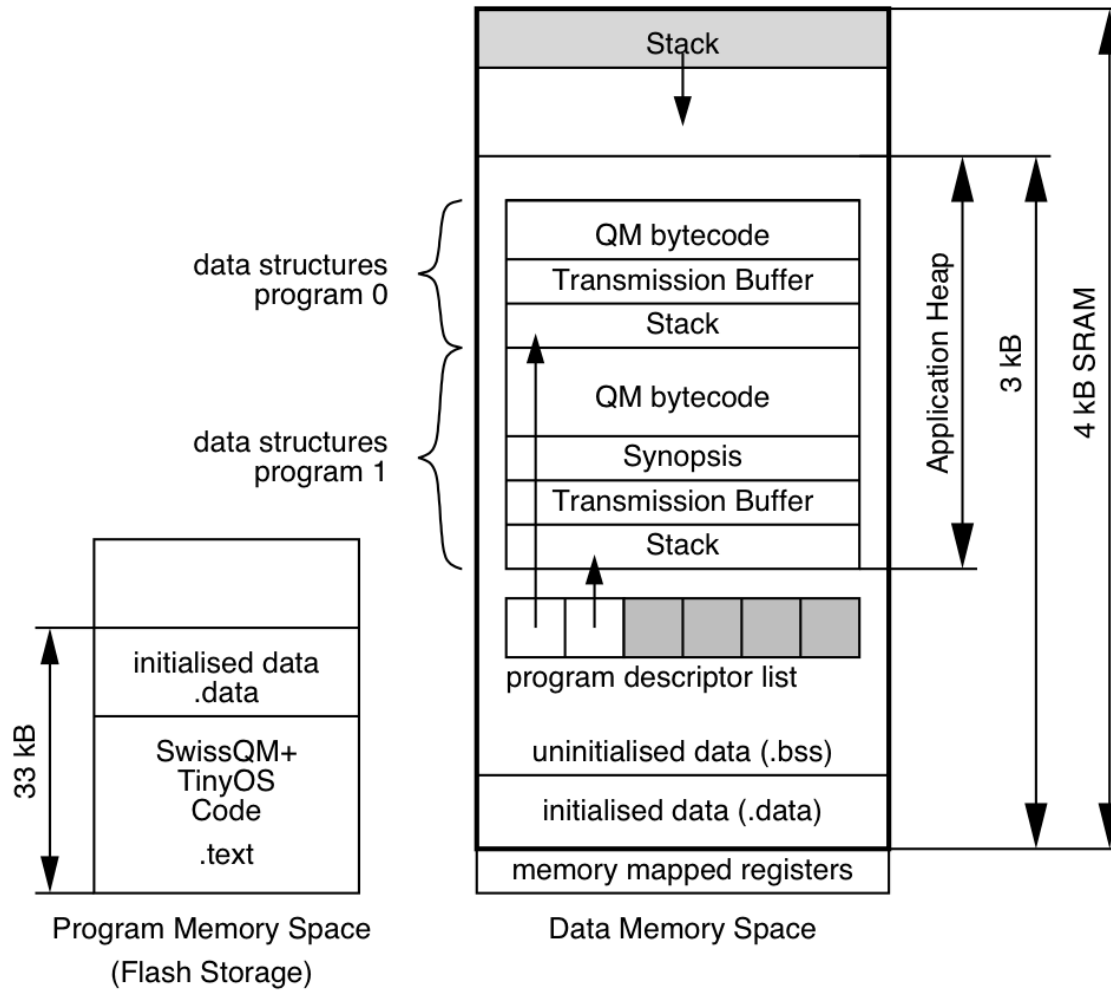 Stack
QM bytecode
Transmission Buffer
Stack
data structures
program 0
QM bytecode
Synopsis
Transmission Buffer
Stack
data structures
program 1
Application Heap
3 kB
4 kB SRAM
program descriptor list
uninitialised data (.bss)
initialised data (.data)
memory mapped registers
Data Memory Space
33 kB
initialised data
.data
SwissQM+
TinyOS
Code
.text
Program Memory Space
(Flash Storage)